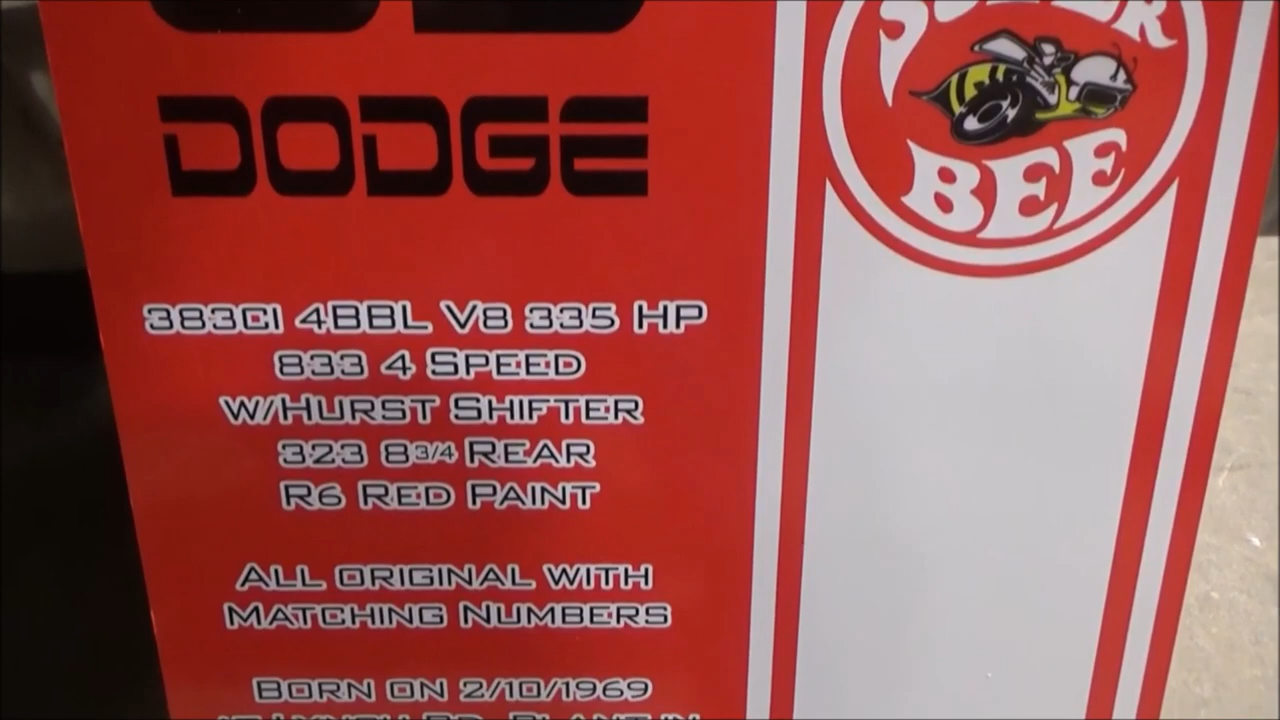 DODGE
383CI 4BBL V8 335 HP
833 4 SPEED
W/HURST SHIFTER
323 8 3/4 REAR
R6 RED PAINT
ALL ORIGINAL WITH
MATCHING NUMBERS
BORN ON 2/10/1969
SUPER
BEE